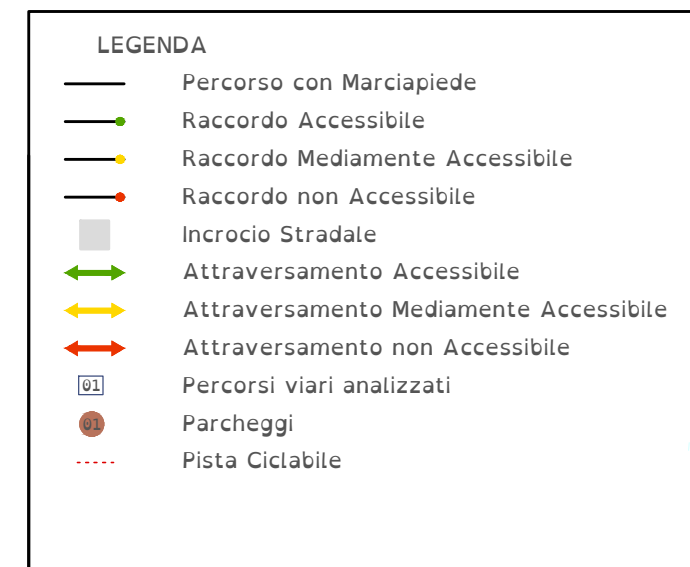 LEGENDA
Percorso con Marciapiede
Raccordo Accessibile
Raccordo Mediamente Accessibile
Raccordo non Accessibile
Incrocio Stradale
Attraversamento Accessibile
Attraversamento Mediamente Accessibile
Attraversamento non Accessibile
01 Percorsi viari analizzati
01 Parcheggi
Pista Ciclabile